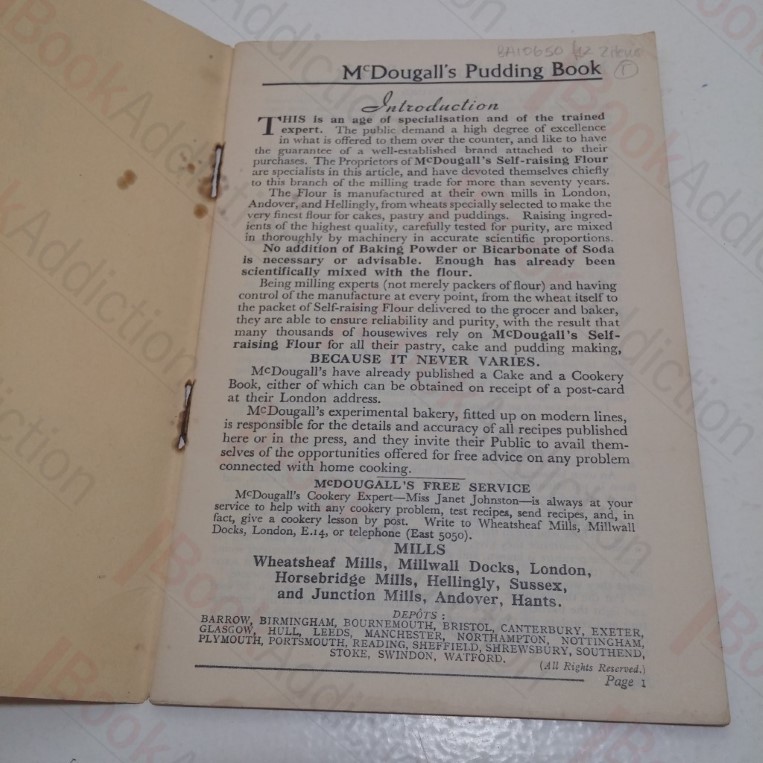 BA10650
McDougall's Pudding Book
Introduction
THIS is an age of specialisation and of the trained
expert. The public demand a high degree of excellence
in what is offered to them over the counter, and like to have
the guarantee of a well-established brand attached to their
purchases. The Proprietors of McDougall's Self-raising Flour
are specialists in this article, and have devoted themselves chiefly
to this branch of the milling trade for more than seventy years.
The Flour is manufactured at their own mills in London,
Andover, and Hellingly, from wheats specially selected to make the
very finest flour for cakes, pastry and puddings. Raising ingred-
ients of the highest quality, carefully tested for purity, are mixed
in thoroughly by machinery in accurate scientific proportions.
No addition of Baking Powder or Bicarbonate of Soda
is necessary or advisable. Enough has already been
scientifically mixed with the flour.
Being milling experts (not merely packers of flour) and having
control of the manufacture at every point, from the wheat itself to
the packet of Self-raising Flour delivered to the grocer and baker,
they are able to ensure reliability and purity, with the result that
many thousands of housewives rely on McDougall's Self-
raising Flour for all their pastry, cake and pudding making,
BECAUSE IT NEVER VARIES.
McDougall's have already published a Cake and a Cookery
Book, either of which can be obtained on receipt of a post-card
at their London address.
McDougall's experimental bakery, fitted up on modern lines,
is responsible for the details and accuracy of all recipes published
here or in the press, and they invite their Public to avail them-
selves of the opportunities offered for free advice on any problem
connected with home cooking.
McDOUGALL'S FREE SERVICE
McDougall's Cookery Expert—Miss Janet Johnston—is always at your
service to help with any cookery problem, test recipes, send recipes, and, in
fact, give a cookery lesson by post. Write to Wheatsheaf Mills, Millwall
Docks, London, E.14, or telephone (East 5050).
MILLS
Wheatsheaf Mills, Millwall Docks, London,
Horsebridge Mills, Hellingly, Sussex,
and Junction Mills, Andover, Hants.
DEPÔTS :
BARROW, BIRMINGHAM, BOURNEMOUTH, BRISTOL, CANTERBURY, EXETER,
GLASGOW, HULL, LEEDS, MANCHESTER, NORTHAMPTON, NOTTINGHAM,
PLYMOUTH, PORTSMOUTH, READING, SHEFFIELD, SHREWSBURY, SOUTHEND,
STOKE, SWINDON, WATFORD.
(All Rights Reserved.)
Page 1
Book Addiction